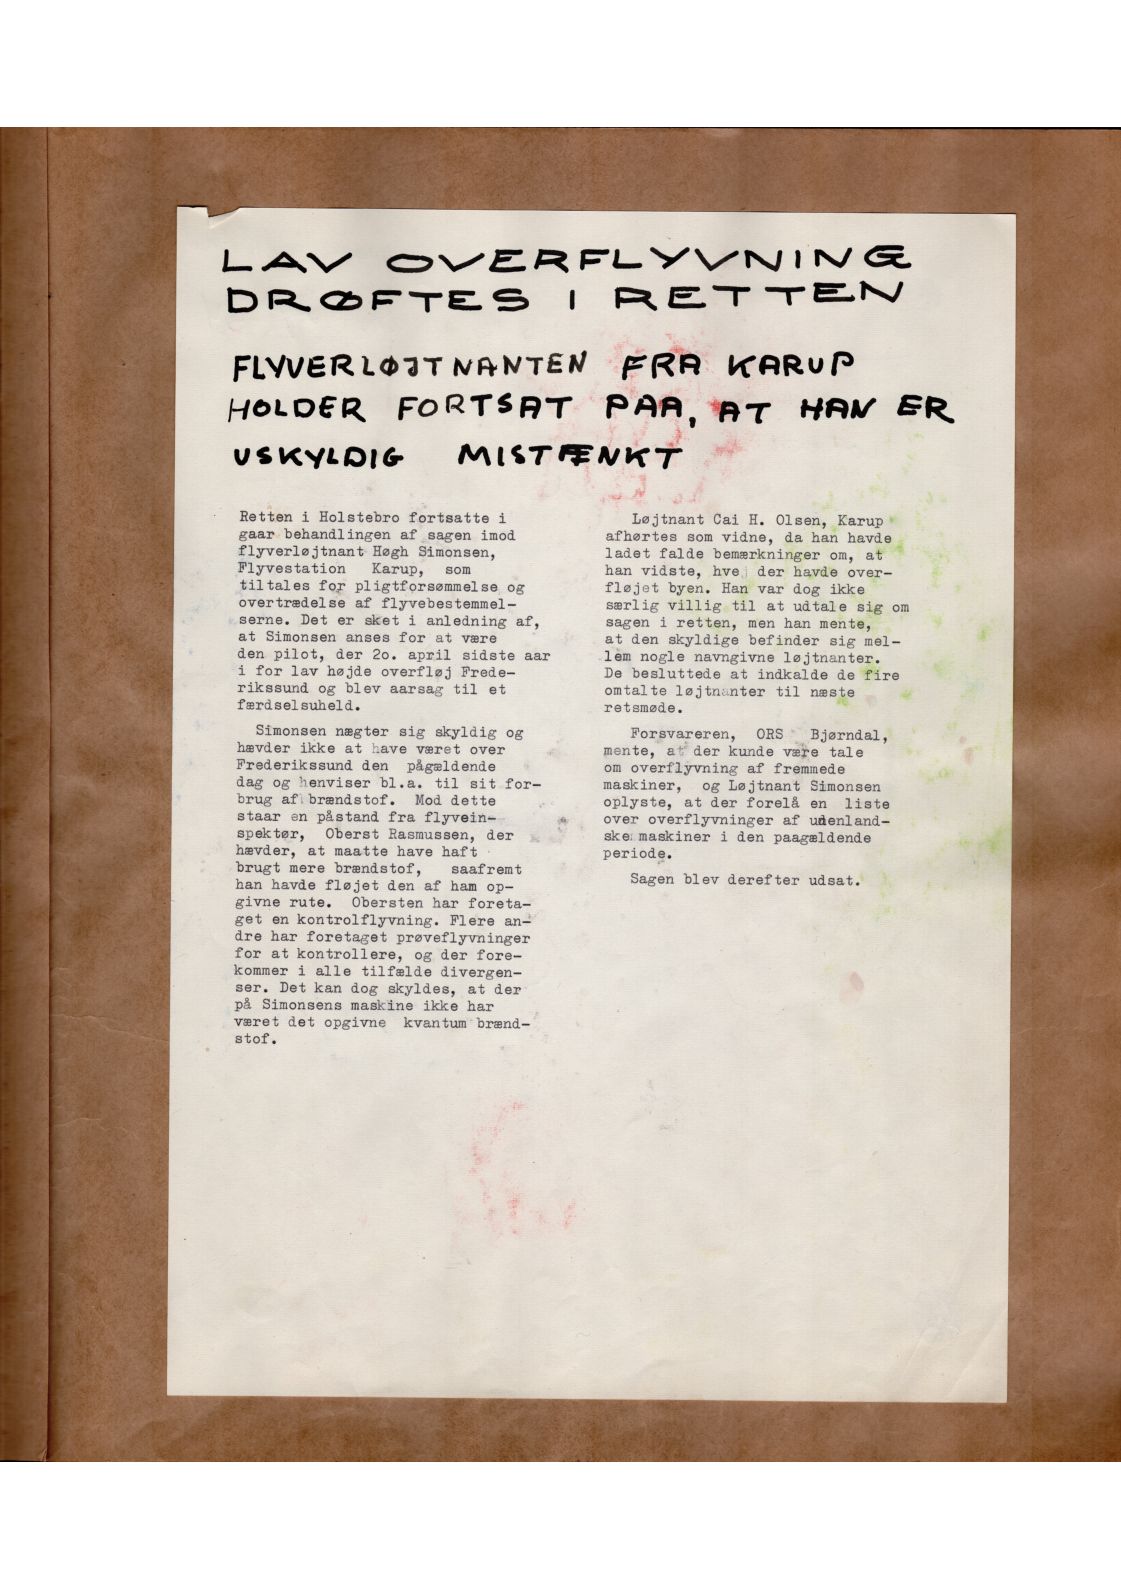 LAV OVERFLYVNING
DRØFTES I RETTEN
FLYVERLØJTNANTEN FRA KARUP
HOLDER FORTSAT PAA, AT HAN ER
USKYLDIG MISTÆNKT
Retten i Holstebro fortsatte i
gaar behandlingen af sagen imod
flyverløjtnant Høgh Simonsen,
Flyvestation Karup, som
tiltales for pligtforsømmelse og
overtrædelse af flyvebestemmel-
serne. Det er sket i anledning af,
at Simonsen anses for at være
den pilot, der 2o. april sidste aar
i for lav højde overfløj Frede-
rikssund og blev aarsag til et
færdselsuheld.
Simonsen nægter sig skyldig og
hævder ikke at have været over
Frederikssund den pågældende
dag og henviser bl.a. til sit for-
brug af brændstof. Mod dette
staar en påstand fra flyvein-
spektør, Oberst Rasmussen, der
hævder, at maatte have haft
brugt mere brændstof, saafremt
han havde fløjet den af ham op-
givne rute. Obersten har foreta-
get en kontrolflyvning. Flere an-
dre har foretaget prøveflyvninger
for at kontrollere, og der fore-
kommer i alle tilfælde divergen-
ser. Det kan dog skyldes, at der
på Simonsens maskine ikke har
været det opgivne kvantum brænd-
stof.
Løjtnant Cai H. Olsen, Karup
afhørtes som vidne, da han havde
ladet falde bemærkninger om, at
han vidste, hvem der havde over-
fløjet byen. Han var dog ikke
særlig villig til at udtale sig om
sagen i retten, men han mente,
at den skyldige befinder sig mel-
lem nogle navngivne løjtnanter.
De besluttede at indkalde de fire
omtalte løjtnanter til næste
retsmøde.
Forsvareren, ORS Bjørndal,
mente, at der kunde være tale
om overflyvning af fremmede
maskiner, og Løjtnant Simonsen
oplyste, at der forelå en liste
over overflyvninger af udenland-
ske maskiner i den paagældende
periode.
Sagen blev derefter udsat.